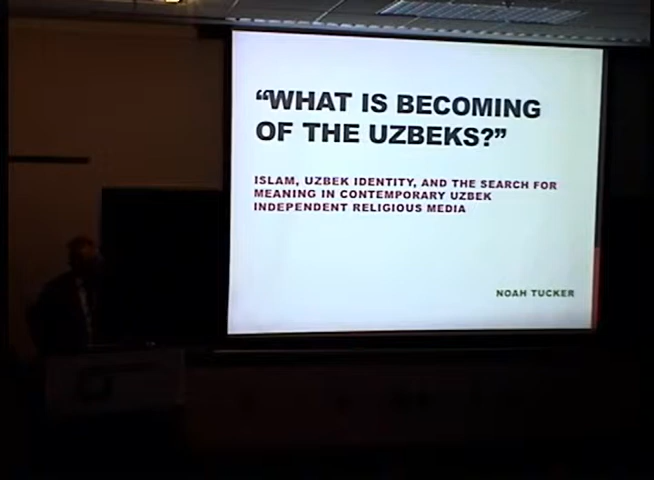 “WHAT IS BECOMING
OF THE UZBEKS?”
ISLAM, UZBEK IDENTITY, AND THE SEARCH FOR
MEANING IN CONTEMPORARY UZBEK
INDEPENDENT RELIGIOUS MEDIA
NOAH TUCKER